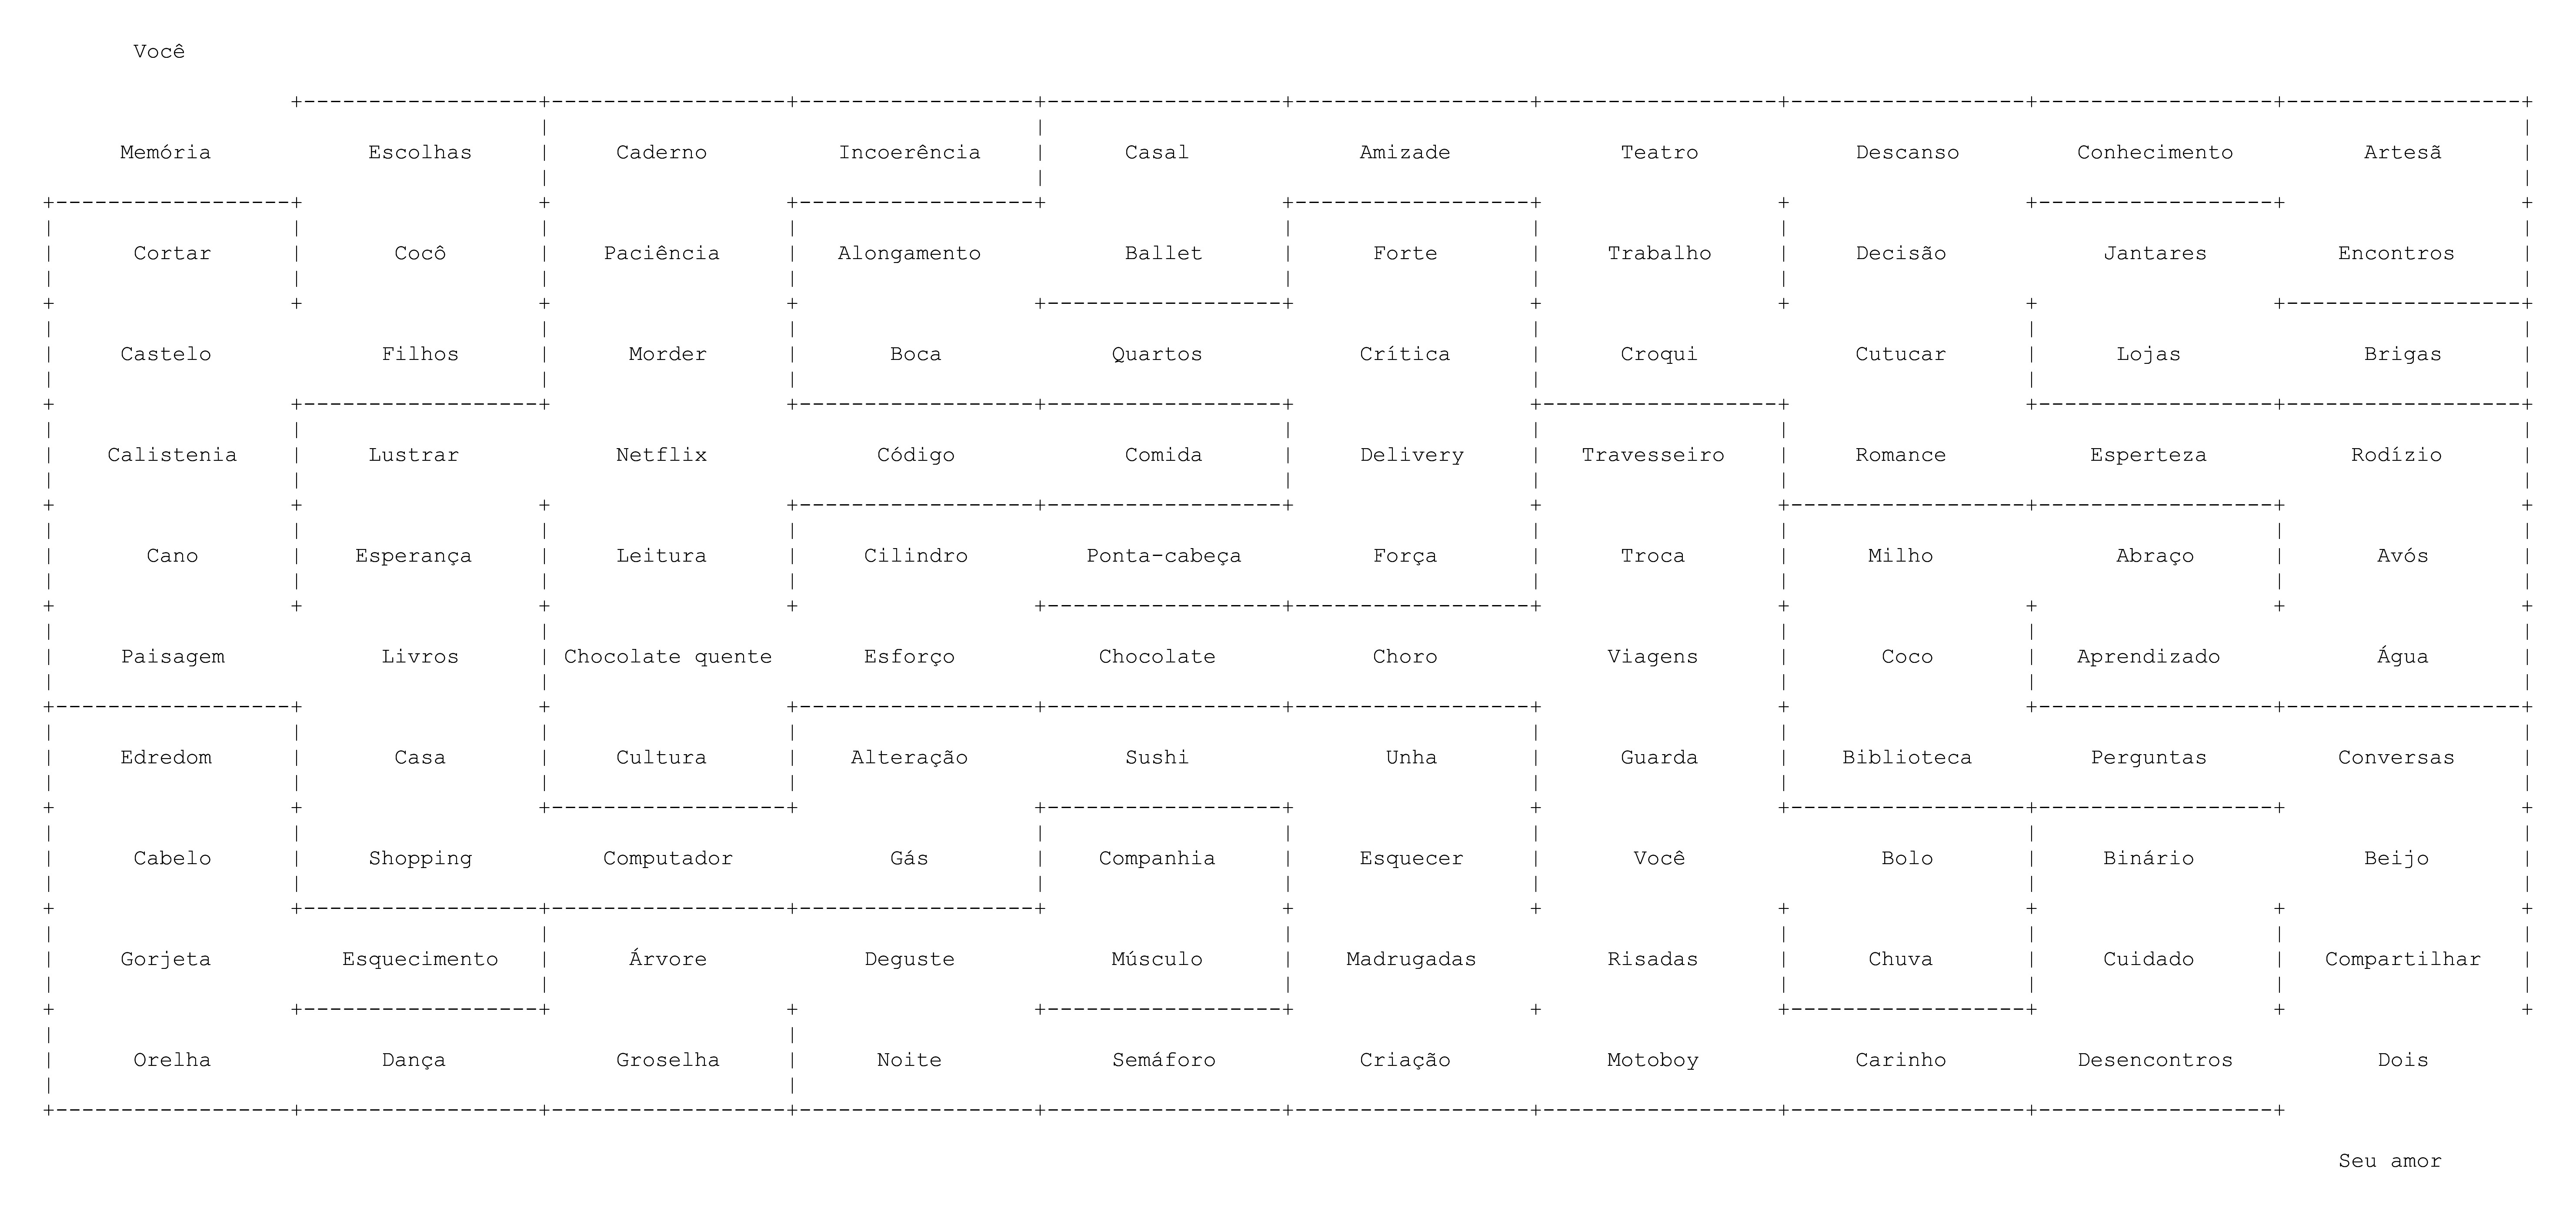 Você
Memória Escolhas Caderno Incoerência Casal Amizade Teatro Descanso Conhecimento Artesã
Cortar Cocô Paciência Alongamento Ballet Forte Trabalho Decisão Jantares Encontros
Castelo Filhos Morder Boca Quartos Crítica Croqui Cutucar Lojas Brigas
Calistenia Lustrar Netflix Código Comida Delivery Travesseiro Romance Esperteza Rodízio
Cano Esperança Leitura Cilindro Ponta-cabeça Força Troca Milho Abraço Avós
Paisagem Livros Chocolate quente Esforço Chocolate Choro Viagens Coco Aprendizado Água
Edredom Casa Cultura Alteração Sushi Unha Guarda Biblioteca Perguntas Conversas
Cabelo Shopping Computador Gás Companhia Esquecer Você Bolo Binário Beijo
Gorjeta Esquecimento Árvore Deguste Músculo Madrugadas Risadas Chuva Cuidado Compartilhar
Orelha Dança Groselha Noite Semáforo Criação Motoboy Carinho Desencontros Dois
Seu amor